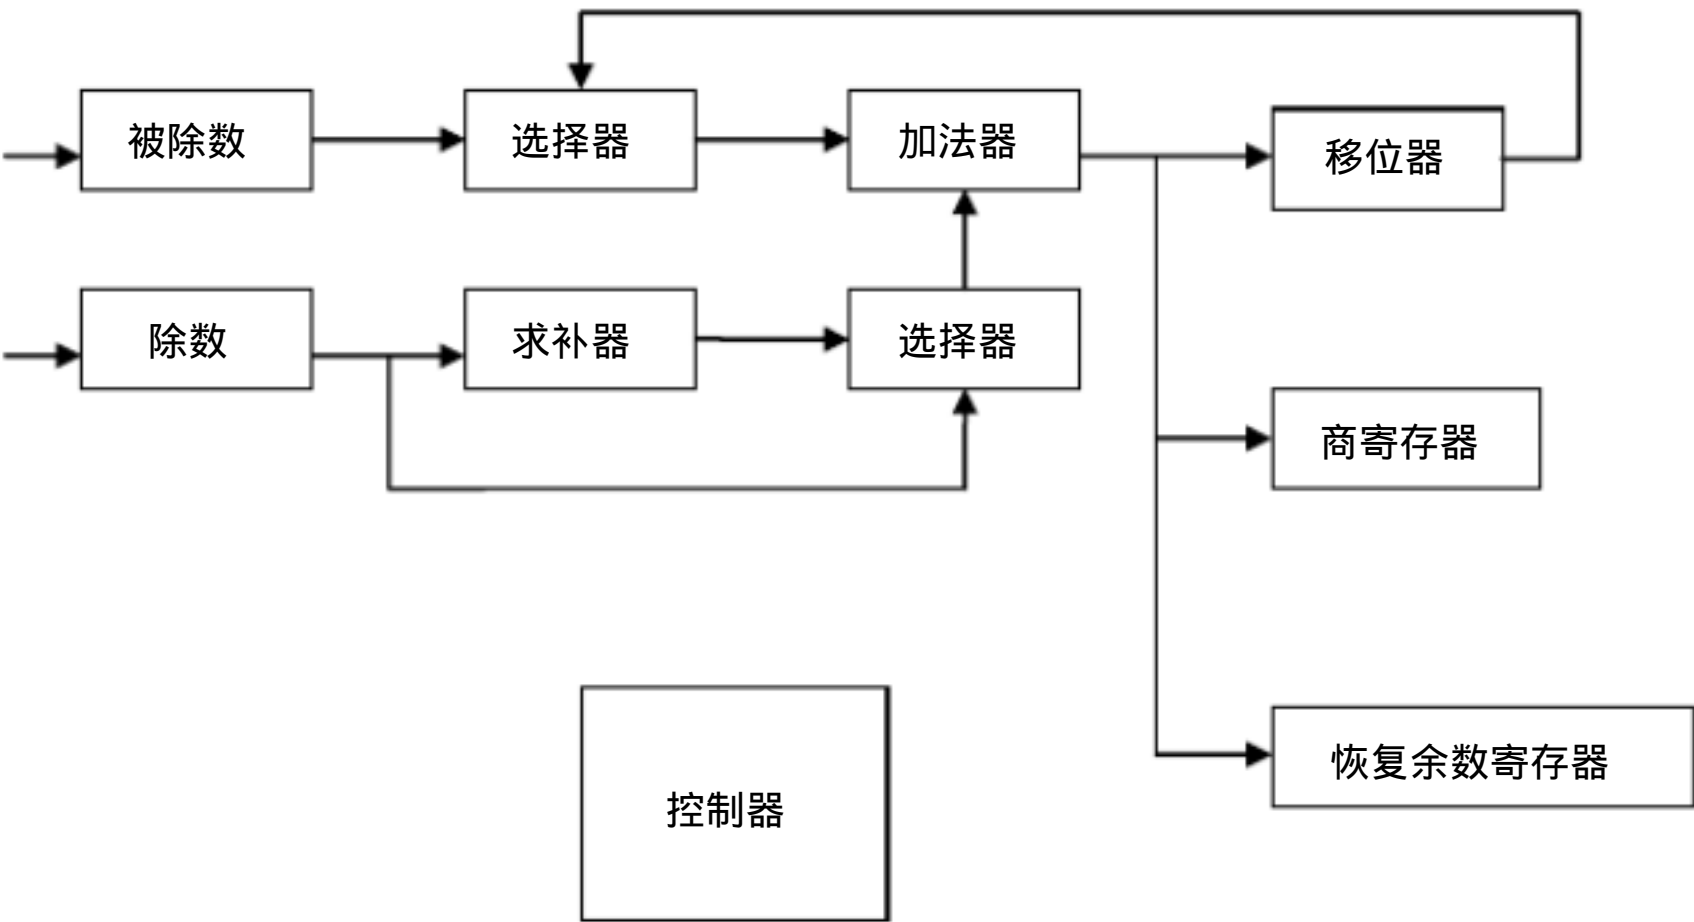 被除数
选择器
加法器
移位器
除数
求补器
选择器
商寄存器
恢复余数寄存器
控制器